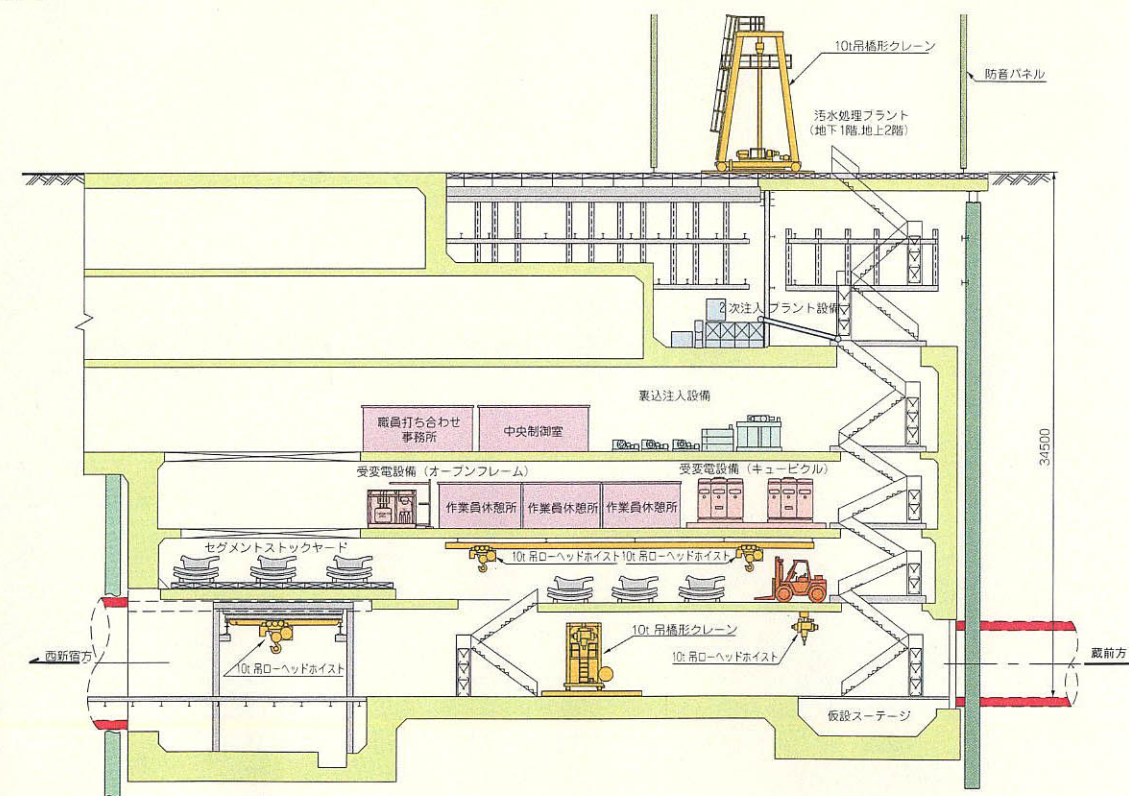 10t吊橋形クレーン
防音パネル
汚水処理プラント
(地下1階.地上2階)
2次注入プラント設備
裏込注入設備
職員打ち合わせ
事務所
中央制御室
34500
受変電設備(オープンフレーム)
受変電設備(キュービクル)
作業員休憩所
作業員休憩所
作業員休憩所
セグメントストックヤード
10t吊ローヘッドホイスト
10t吊ローヘッドホイスト
10t 吊橋形クレーン
西新宿方
10t 吊ローヘッドホイスト
10t 吊ローヘッドホイスト
蔵前方
仮設ステージ